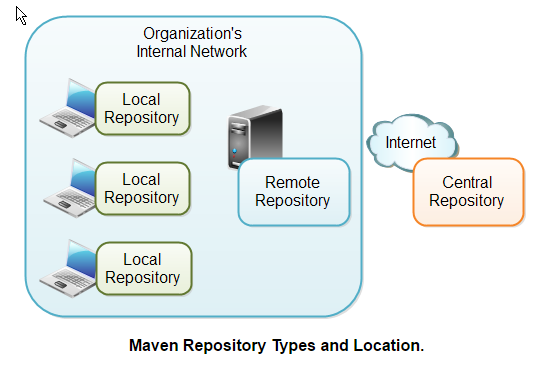 Organization's
Internal Network
Local
Repository
Local
Repository
Local
Repository
Remote
Repository
Internet
Central
Repository
Maven Repository Types and Location.